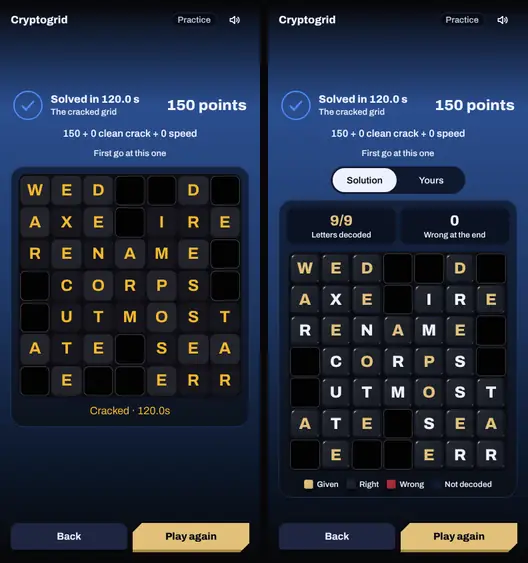 Cryptogrid
Practice
Solved in 120.0 s
The cracked grid
150 points
150 + 0 clean crack + 0 speed
First go at this one
W E D D
A X E I R E
R E N A M E
C O R P S
U T M O S T
A T E S E A
E E R R
Cracked · 120.0s
Back
Play again
Cryptogrid
Practice
Solved in 120.0 s
The cracked grid
150 points
150 + 0 clean crack + 0 speed
First go at this one
Solution
Yours
9/9
Letters decoded
0
Wrong at the end
W E D D
A X E I R E
R E N A M E
C O R P S
U T M O S T
A T E S E A
E E R R
Given
Right
Wrong
Not decoded
Back
Play again